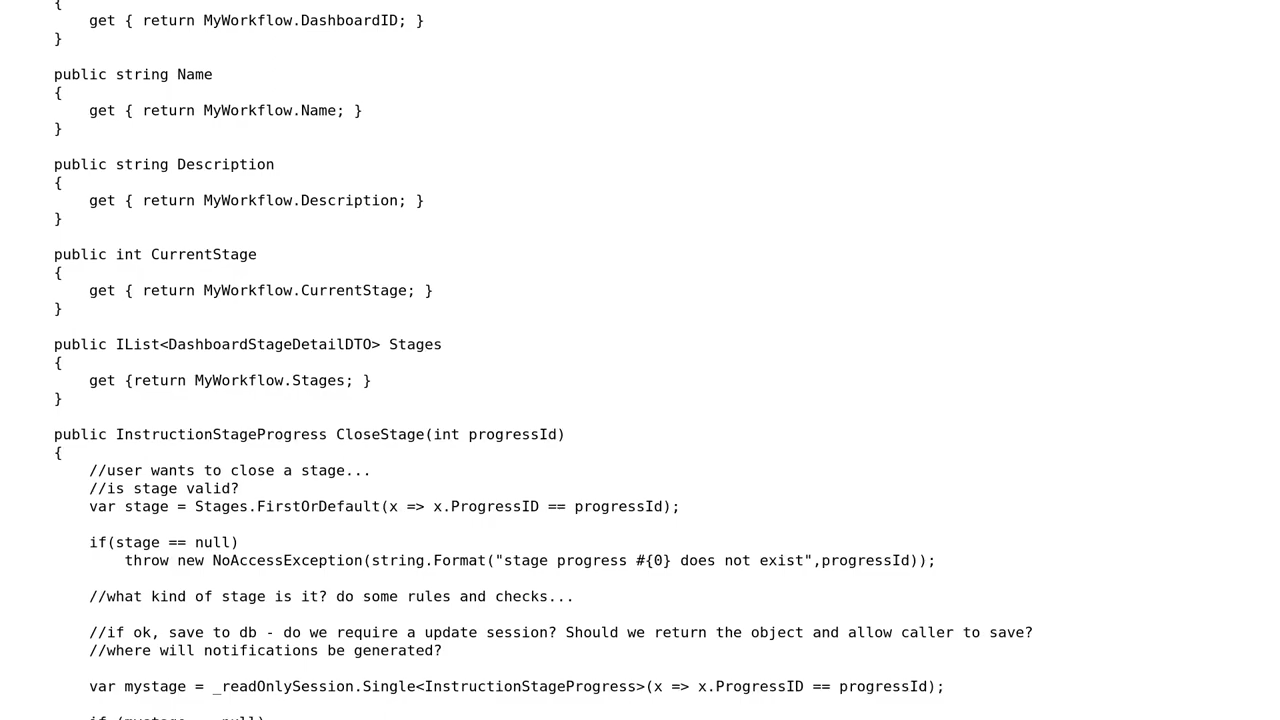 {
    get { return MyWorkflow.DashboardID; }
}
public string Name
{
    get { return MyWorkflow.Name; }
}
public string Description
{
    get { return MyWorkflow.Description; }
}
public int CurrentStage
{
    get { return MyWorkflow.CurrentStage; }
}
public IList<DashboardStageDetailDTO> Stages
{
    get {return MyWorkflow.Stages; }
}
public InstructionStageProgress CloseStage(int progressId)
{
    //user wants to close a stage...
    //is stage valid?
    var stage = Stages.FirstOrDefault(x => x.ProgressID == progressId);
    if(stage == null)
        throw new NoAccessException(string.Format("stage progress #{0} does not exist",progressId));
    //what kind of stage is it? do some rules and checks...
    //if ok, save to db - do we require a update session? Should we return the object and allow caller to save?
    //where will notifications be generated?
    var mystage = _readOnlySession.Single<InstructionStageProgress>(x => x.ProgressID == progressId);
    if (mystage == null)